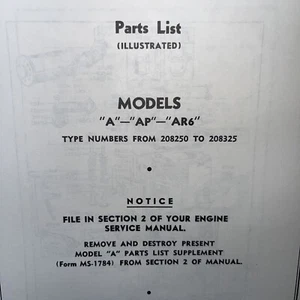 Parts List
(ILLUSTRATED)
MODELS
"A"—"AP"—"AR6"
TYPE NUMBERS FROM 208250 TO 208325
NOTICE
FILE IN SECTION 2 OF YOUR ENGINE
SERVICE MANUAL.
REMOVE AND DESTROY PRESENT
MODEL "A" PARTS LIST SUPPLEMENT
(Form MS-1784) FROM SECTION 2 OF MANUAL.